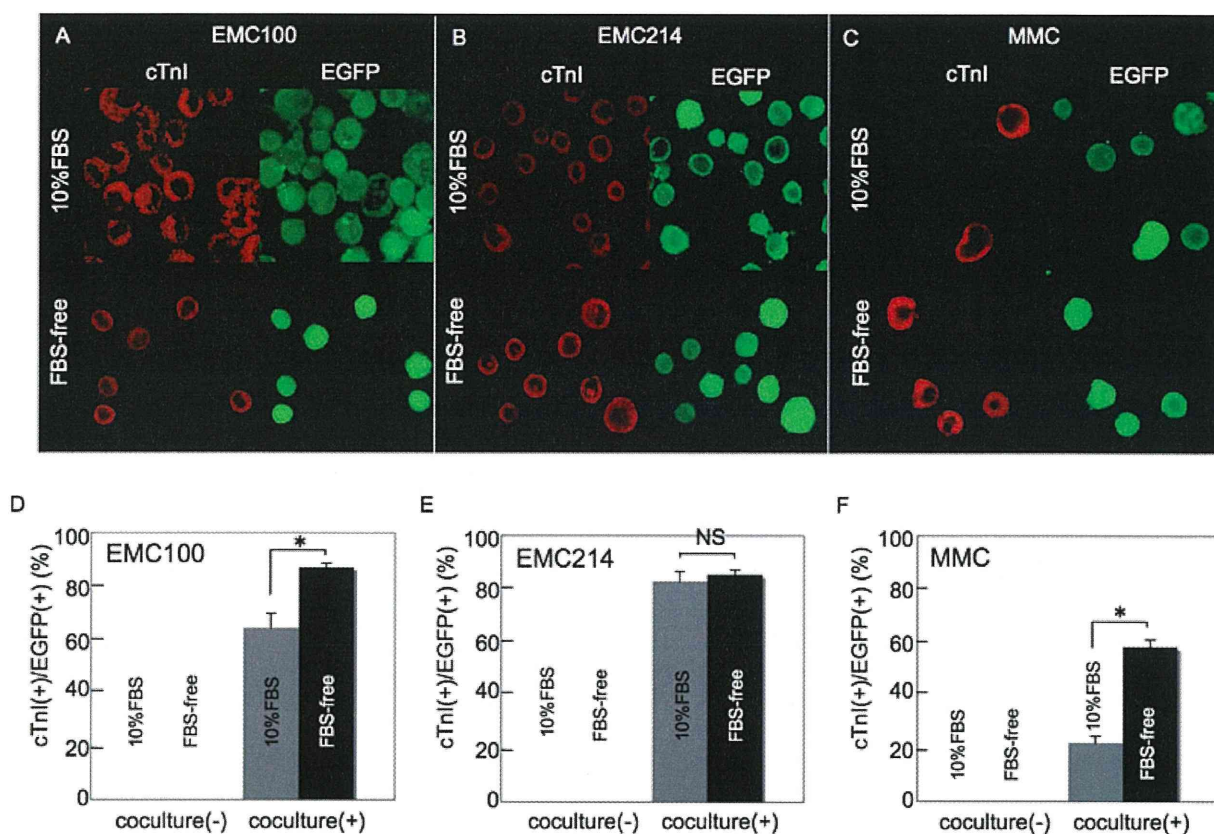 A EMC100
cTnI EGFP
10%FBS
FBS-free
B EMC214
cTnI EGFP
10%FBS
FBS-free
C MMC
cTnI EGFP
10%FBS
FBS-free
D
EMC100
cTnI(+)/EGFP(+) (%)
100
80
60
40
20
0
10%FBS
FBS-free
10%FBS
FBS-free
*
coculture(-) coculture(+)
E
EMC214
cTnI(+)/EGFP(+) (%)
100
80
60
40
20
0
10%FBS
FBS-free
10%FBS
FBS-free
NS
coculture(-) coculture(+)
F
MMC
cTnI(+)/EGFP(+) (%)
100
80
60
40
20
0
10%FBS
FBS-free
10%FBS
FBS-free
*
coculture(-) coculture(+)